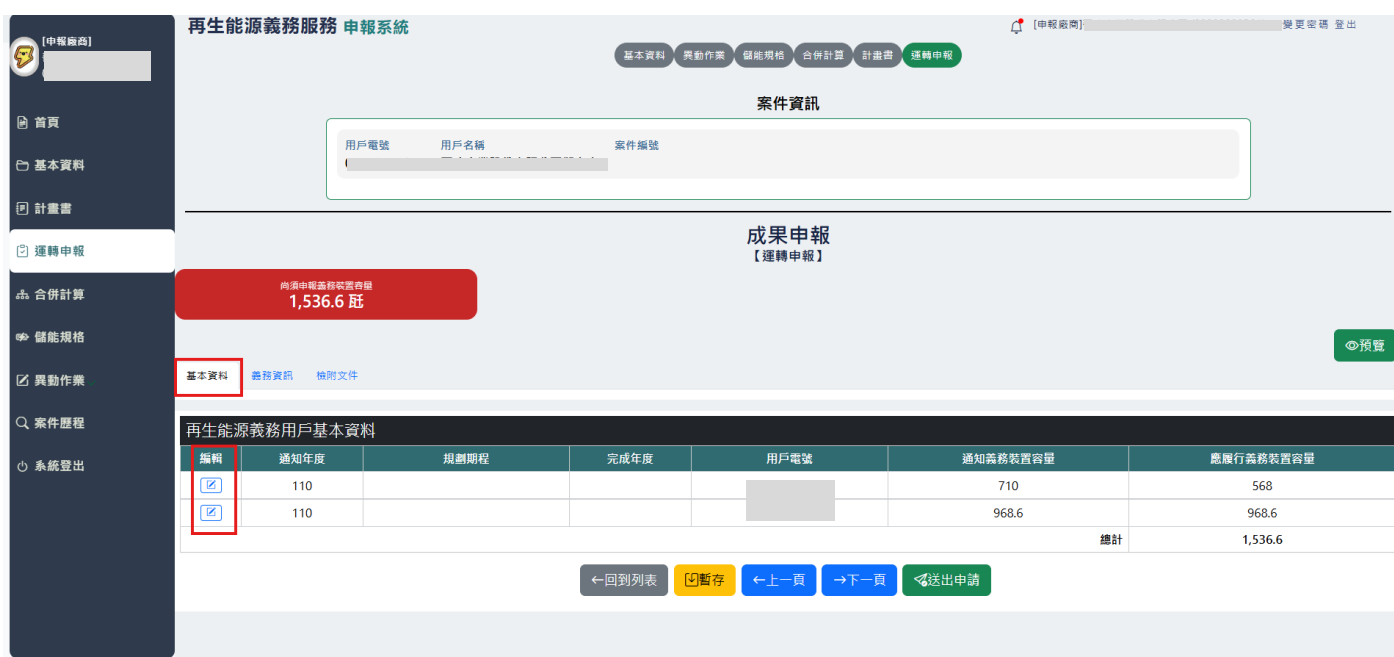 再生能源義務服務 申報系統
[申報廠商]
變更密碼 登出
[申報廠商]
基本資料
異動作業
儲能規格
合併計算
計畫書
運轉申報
首頁
基本資料
計畫書
運轉申報
合併計算
儲能規格
異動作業
案件歷程
系統登出
案件資訊
用戶電號 用戶名稱 案件編號
成果申報
【運轉申報】
尚須申報義務裝置容量
1,536.6 瓩
預覽
基本資料 義務資訊 檢附文件
再生能源義務用戶基本資料
編輯 通知年度 規劃期程 完成年度 用戶電號 通知義務裝置容量 應履行義務裝置容量
110 710 568
110 968.6 968.6
總計 1,536.6
←回到列表 暫存 ←上一頁 →下一頁 送出申請